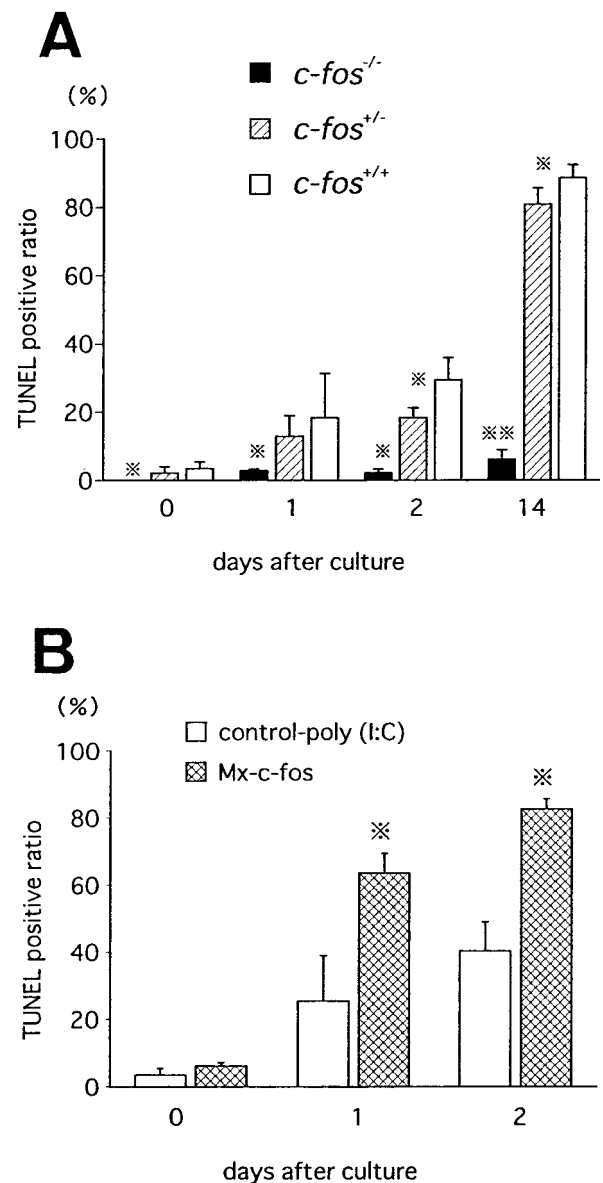 A
(%)
c-fos-/-
c-fos+/-
c-fos+/+
TUNEL positive ratio
100
80
60
40
20
0
※
※
※
※
※※
※
0 1 2 14
days after culture
B
(%)
control-poly (I:C)
Mx-c-fos
TUNEL positive ratio
100
80
60
40
20
0
※
※
0 1 2
days after culture